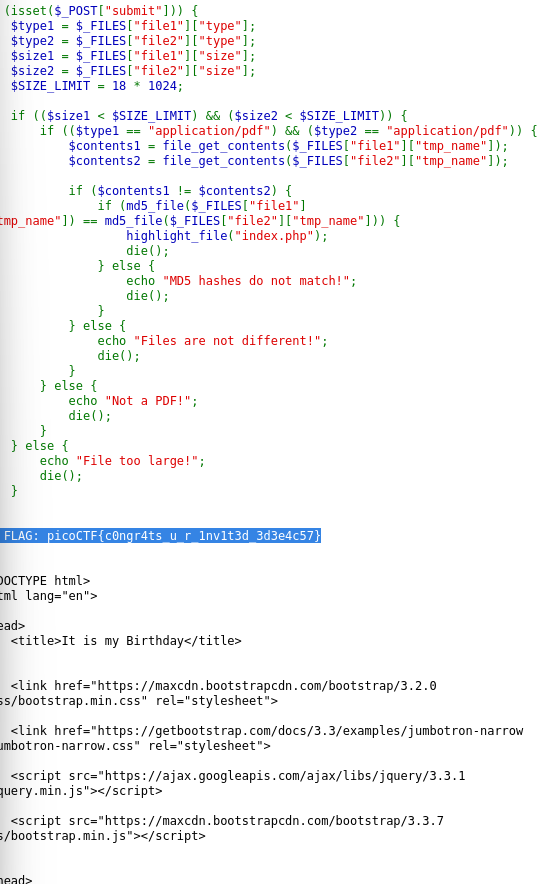 (isset($_POST["submit"])) {
$type1 = $_FILES["file1"]["type"];
$type2 = $_FILES["file2"]["type"];
$size1 = $_FILES["file1"]["size"];
$size2 = $_FILES["file2"]["size"];
$SIZE_LIMIT = 18 * 1024;
if (($size1 < $SIZE_LIMIT) && ($size2 < $SIZE_LIMIT)) {
if (($type1 == "application/pdf") && ($type2 == "application/pdf")) {
$contents1 = file_get_contents($_FILES["file1"]["tmp_name"]);
$contents2 = file_get_contents($_FILES["file2"]["tmp_name"]);
if ($contents1 != $contents2) {
if (md5_file($_FILES["file1"]
tmp_name"]) == md5_file($_FILES["file2"]["tmp_name"])) {
highlight_file("index.php");
die();
} else {
echo "MD5 hashes do not match!";
die();
}
} else {
echo "Files are not different!";
die();
}
} else {
echo "Not a PDF!";
die();
}
} else {
echo "File too large!";
die();
}
FLAG: picoCTF{c0ngr4ts_u_r_1nv1t3d_3d3e4c57}
DOCTYPE html>
tml lang="en">
ead>
<title>It is my Birthday</title>
<link href="https://maxcdn.bootstrapcdn.com/bootstrap/3.2.0
ss/bootstrap.min.css" rel="stylesheet">
<link href="https://getbootstrap.com/docs/3.3/examples/jumbotron-narrow
umbotron-narrow.css" rel="stylesheet">
<script src="https://ajax.googleapis.com/ajax/libs/jquery/3.3.1
query.min.js"></script>
<script src="https://maxcdn.bootstrapcdn.com/bootstrap/3.3.7
s/bootstrap.min.js"></script>
head>